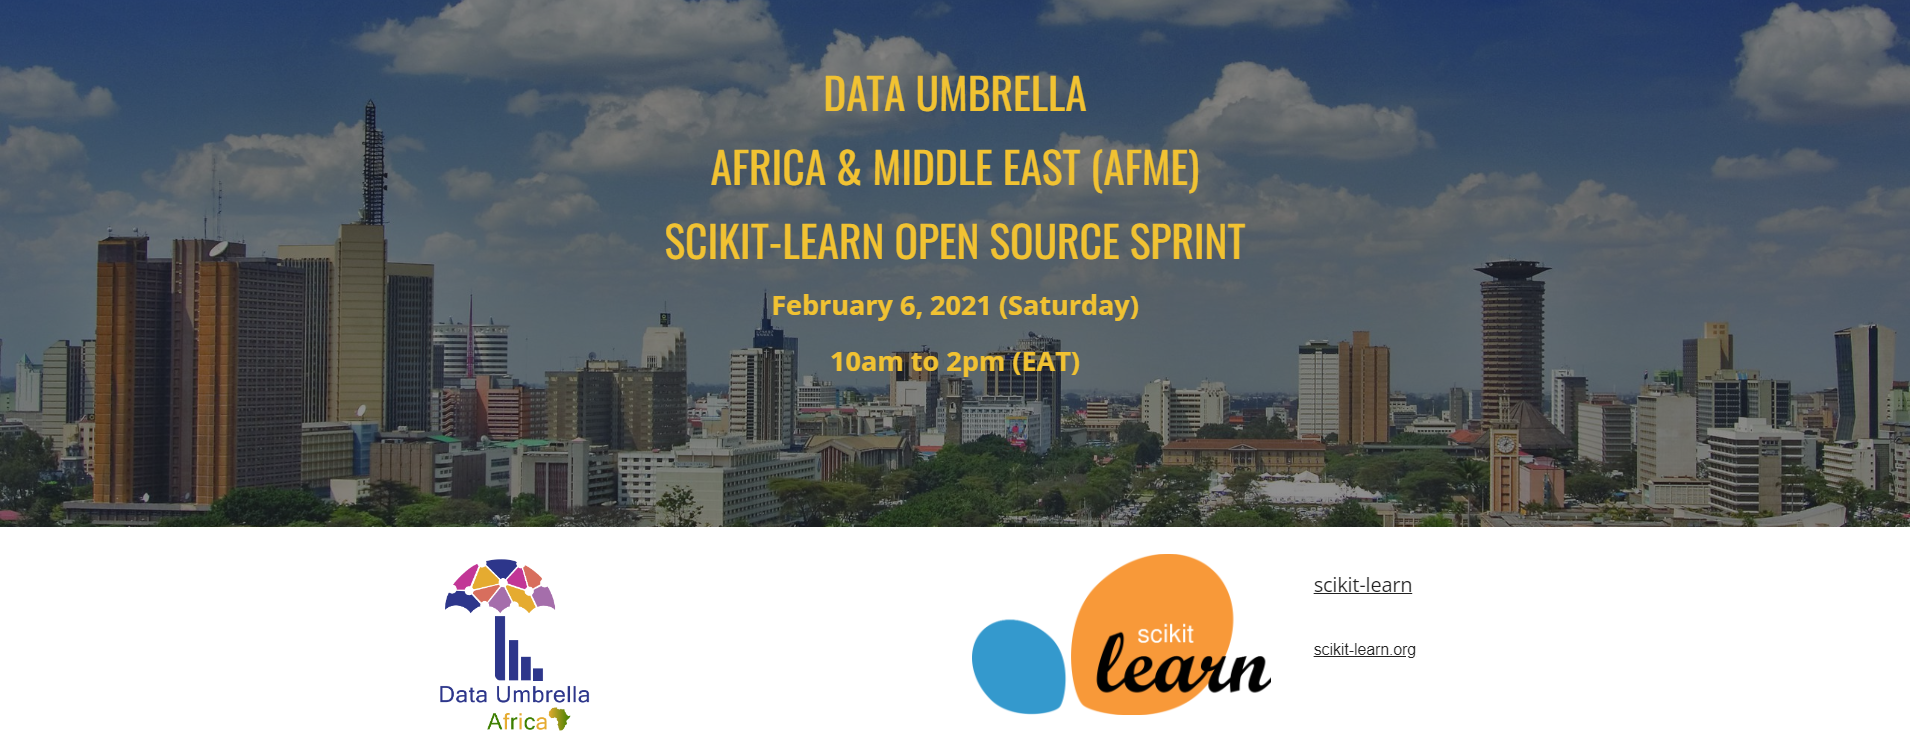 DATA UMBRELLA
AFRICA & MIDDLE EAST (AFME)
SCIKIT-LEARN OPEN SOURCE SPRINT
February 6, 2021 (Saturday)
10am to 2pm (EAT)
Data Umbrella
Africa
scikit
learn
scikit-learn
scikit-learn.org